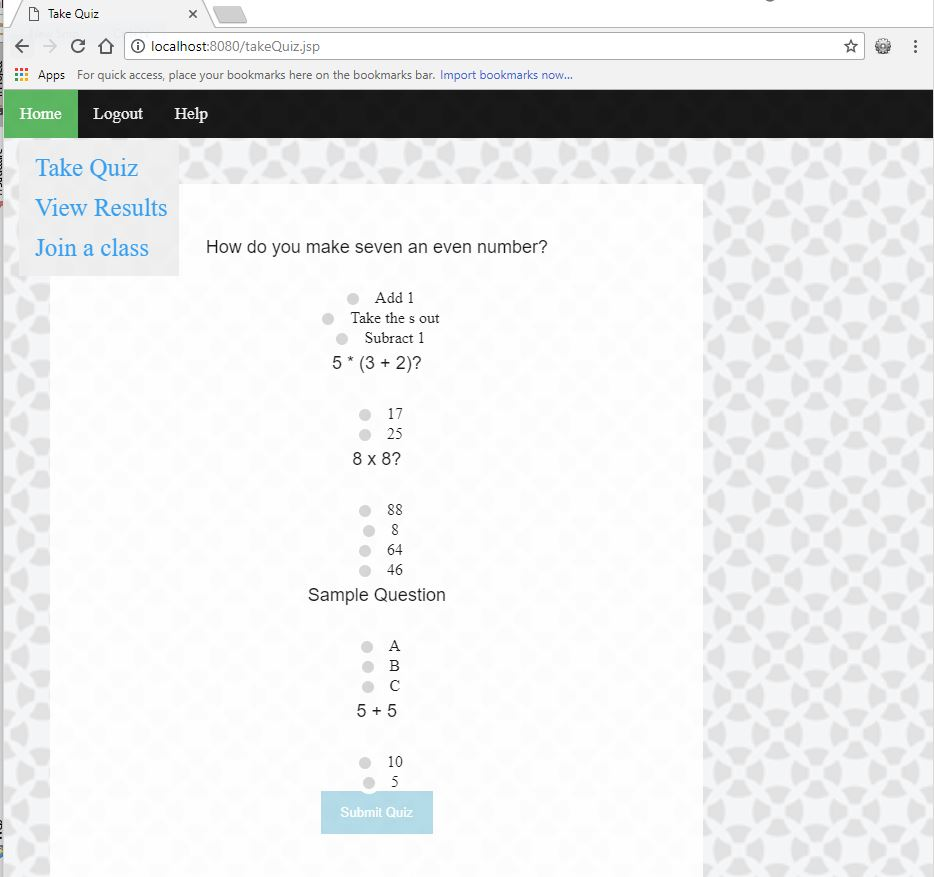 Take Quiz
localhost:8080/takeQuiz.jsp
Apps For quick access, place your bookmarks here on the bookmarks bar. Import bookmarks now...
Home Logout Help
Take Quiz
View Results
Join a class
How do you make seven an even number?
Add 1
Take the s out
Subract 1
5 * (3 + 2)?
17
25
8 x 8?
88
8
64
46
Sample Question
A
B
C
5 + 5
10
5
Submit Quiz